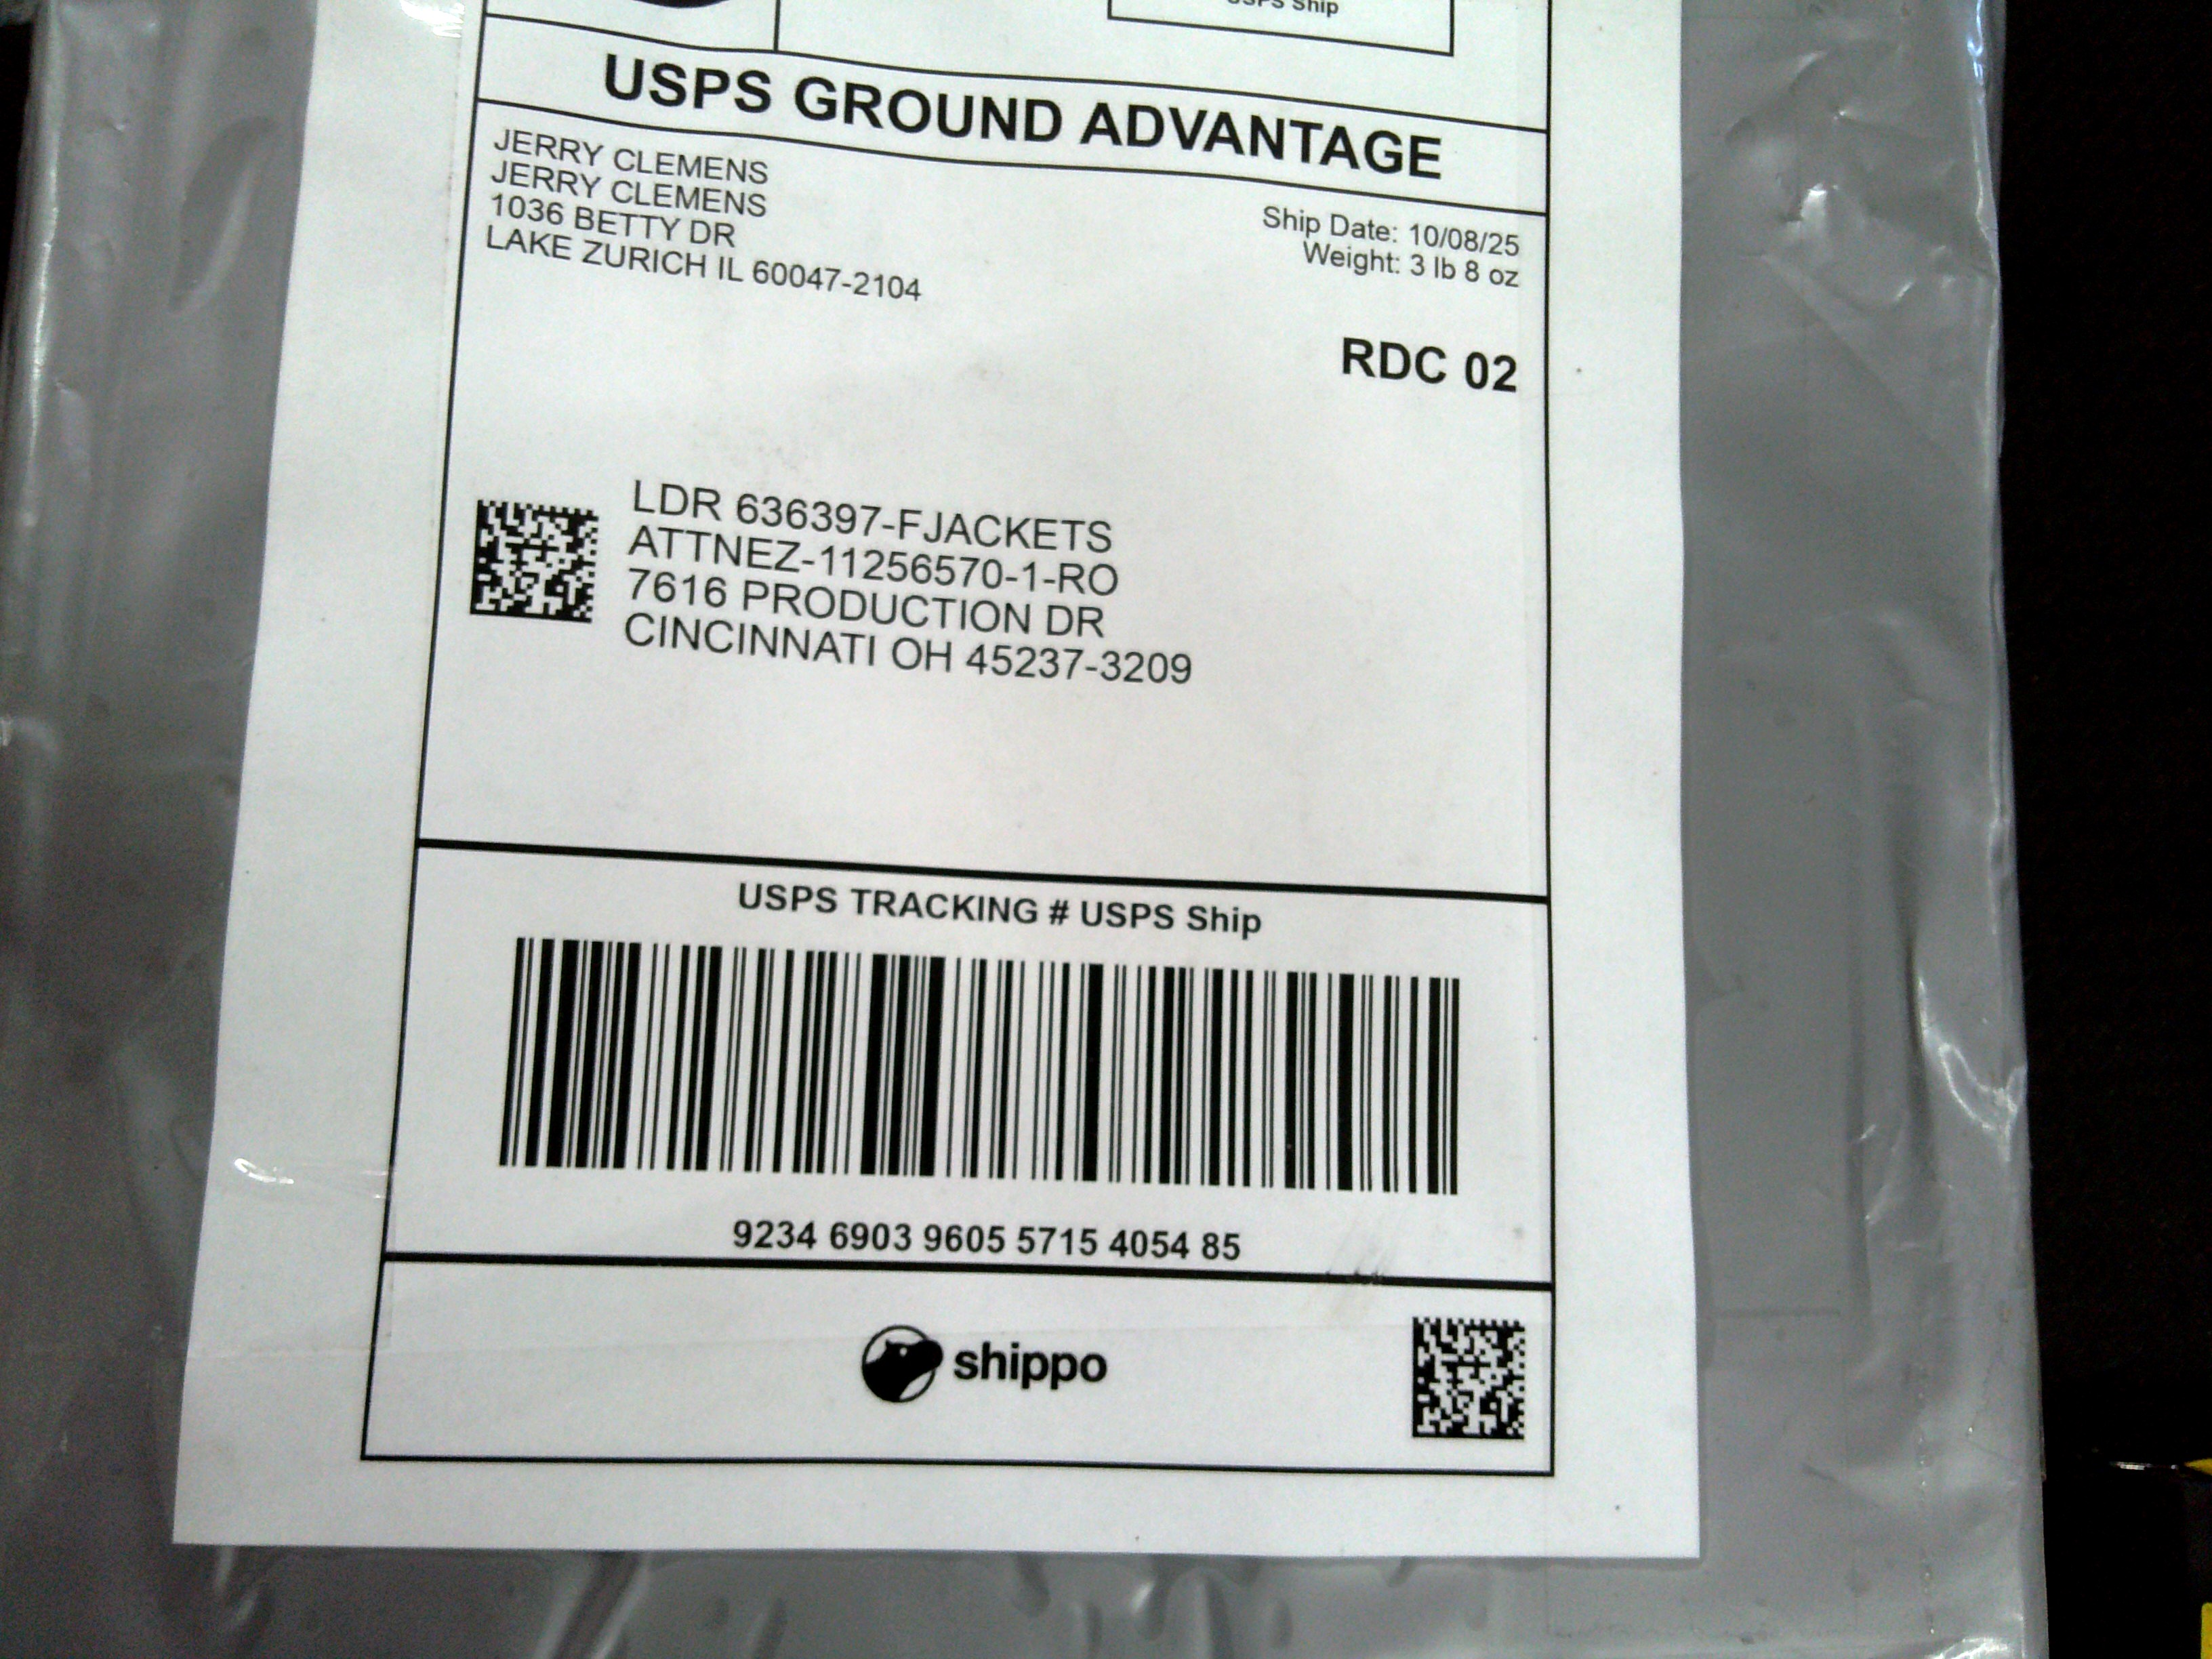 USPS Ship
USPS GROUND ADVANTAGE
JERRY CLEMENS
JERRY CLEMENS
1036 BETTY DR
LAKE ZURICH IL 60047-2104
Ship Date: 10/08/25
Weight: 3 lb 8 oz
RDC 02
LDR 636397-FJACKETS
ATTNEZ-11256570-1-RO
7616 PRODUCTION DR
CINCINNATI OH 45237-3209
USPS TRACKING # USPS Ship
9234 6903 9605 5715 4054 85
shippo